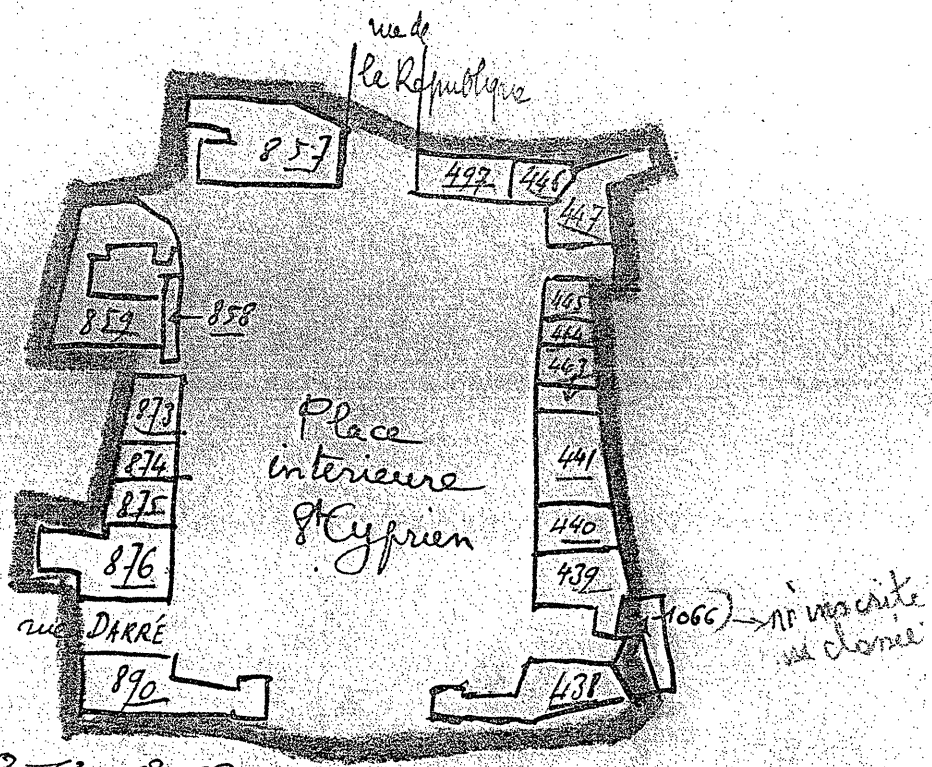 rue de
la République
857
497
446
447
859
858
445
444
443
873
874
875
876
441
440
439
Place
intérieure
St Cyprien
1066) → ni inscrite
ni classée
rue DARRÉ
890
438